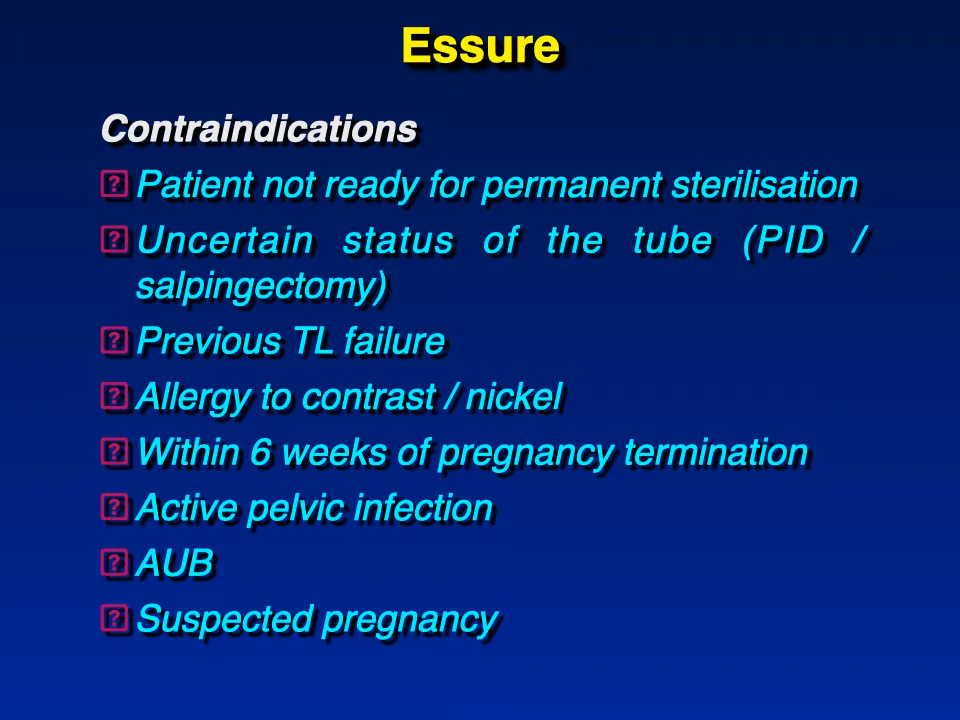 Essure
Contraindications
Patient not ready for permanent sterilisation
Uncertain status of the tube (PID /
salpingectomy)
Previous TL failure
Allergy to contrast / nickel
Within 6 weeks of pregnancy termination
Active pelvic infection
AUB
Suspected pregnancy